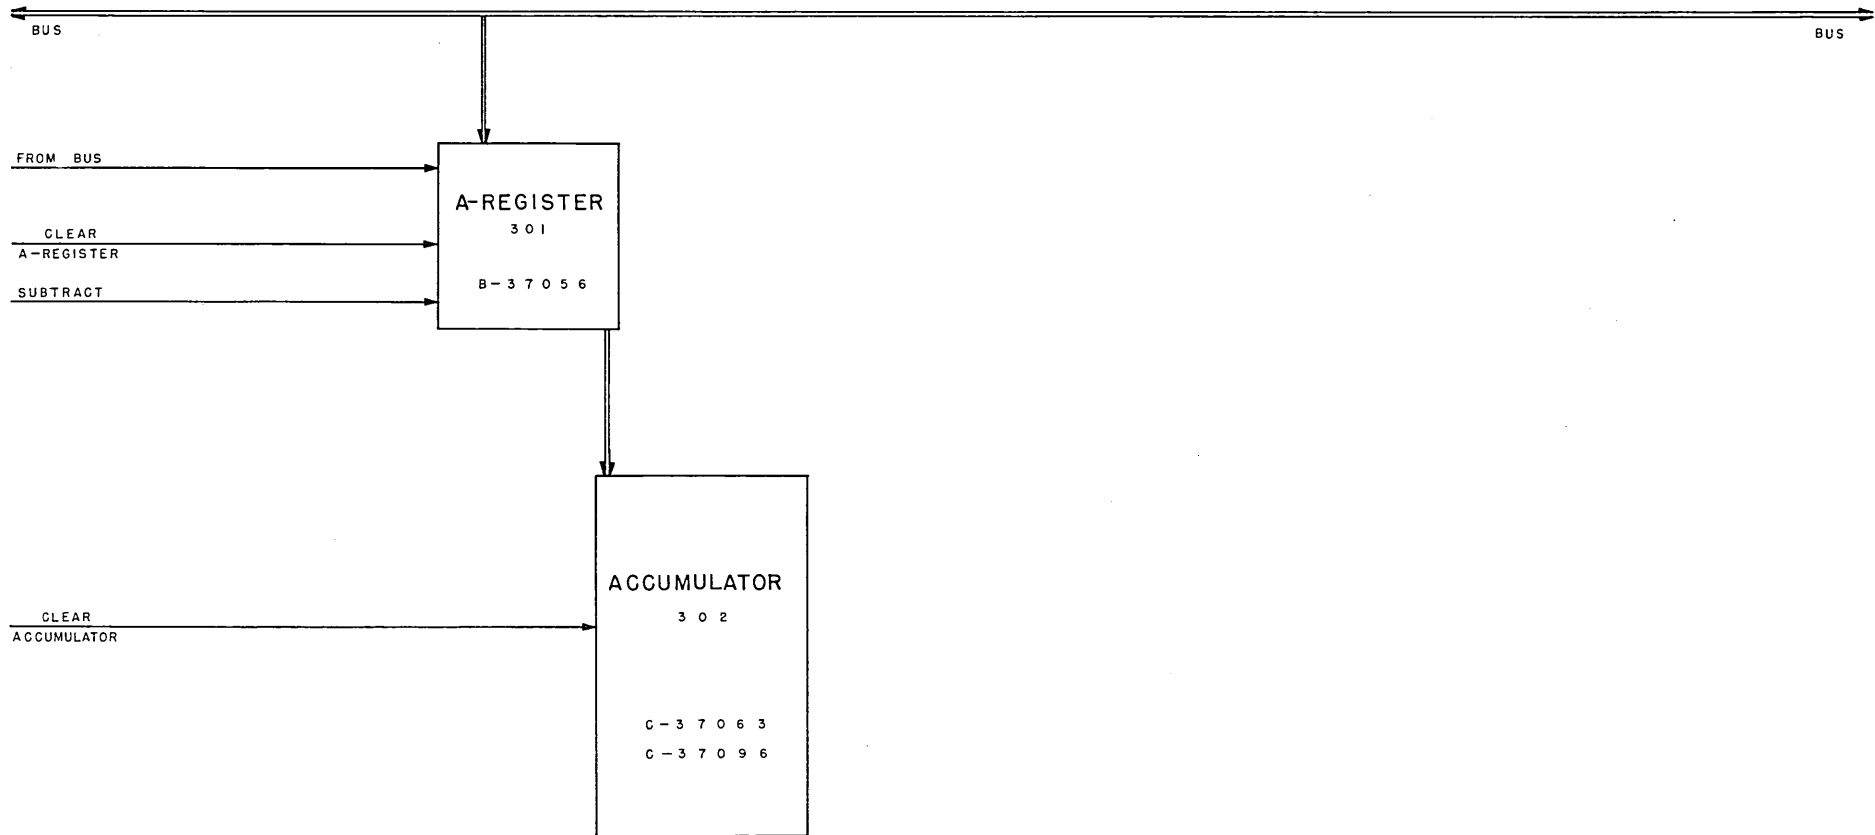 BUS
BUS
FROM BUS
A-REGISTER
301
CLEAR
A-REGISTER
B-37056
SUBTRACT
ACCUMULATOR
302
CLEAR
ACCUMULATOR
C-37063
C-37096